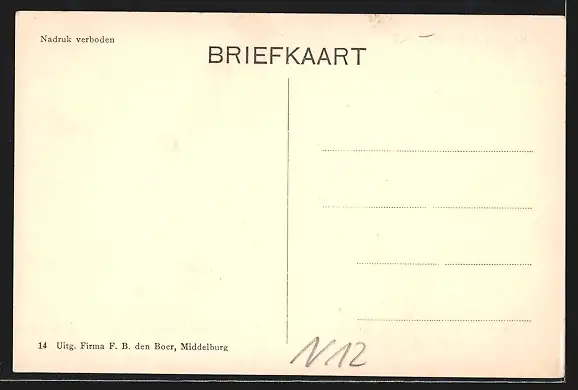 Nadruk verboden
BRIEFKAART
14 Uitg. Firma F. B. den Boer, Middelburg
N12